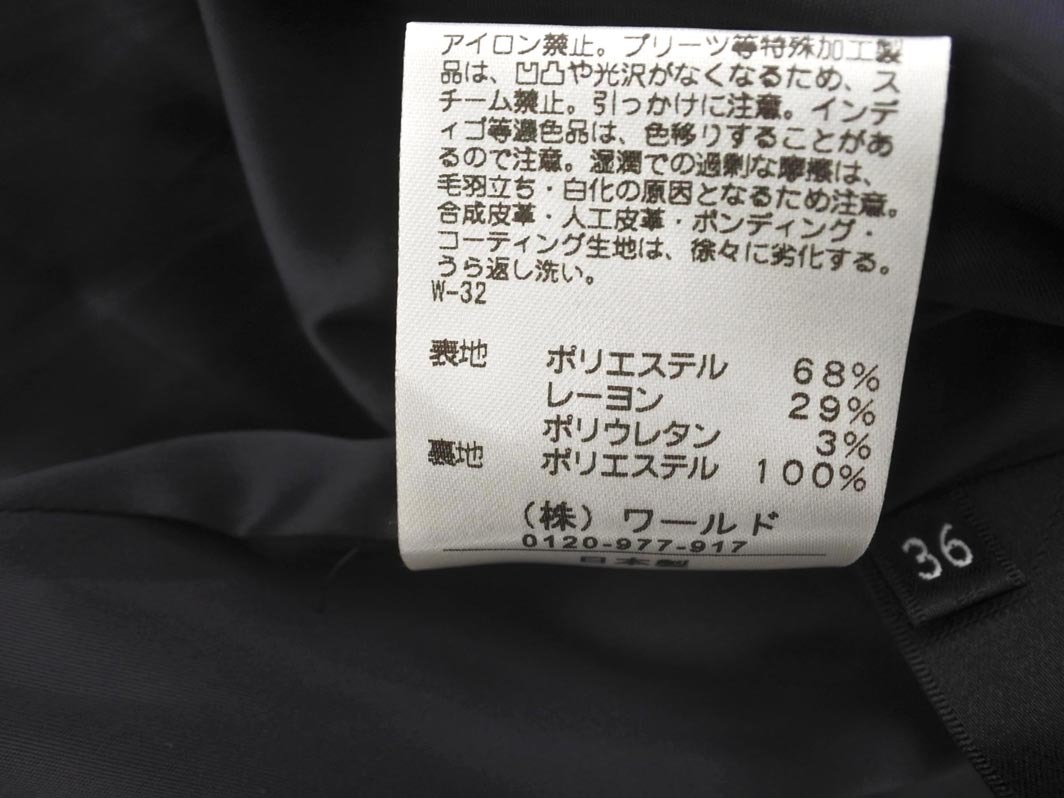 アイロン禁止。プリーツ等特殊加工製
品は、凹凸や光沢がなくなるため、ス
チーム禁止。引っかけに注意。インデ
ィゴ等濃色品は、色移りすることがあ
るので注意。湿潤での過剰な摩擦は、
毛羽立ち・白化の原因となるため注意。
合成皮革・人工皮革・ボンディング・
コーティング生地は、徐々に劣化する。
うら返し洗い。
W-32
表地 ポリエステル 68%
レーヨン 29%
ポリウレタン 3%
裏地 ポリエステル 100%
(株) ワールド
0120-977-917
日本製
36